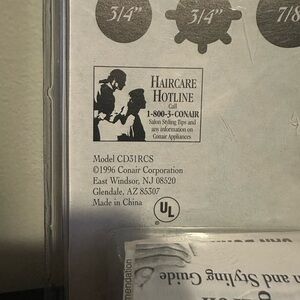 3/4"
3/4"
7/8
HAIRCARE
HOTLINE
Call
1-800-3-CONAIR
Salon Styling Tips and
any information on
Conair Appliances
Model CD31RCS
©1996 Conair Corporation
East Windsor, NJ 08520
Glendale, AZ 85307
Made in China
UL
n and Styling Guide
mendation